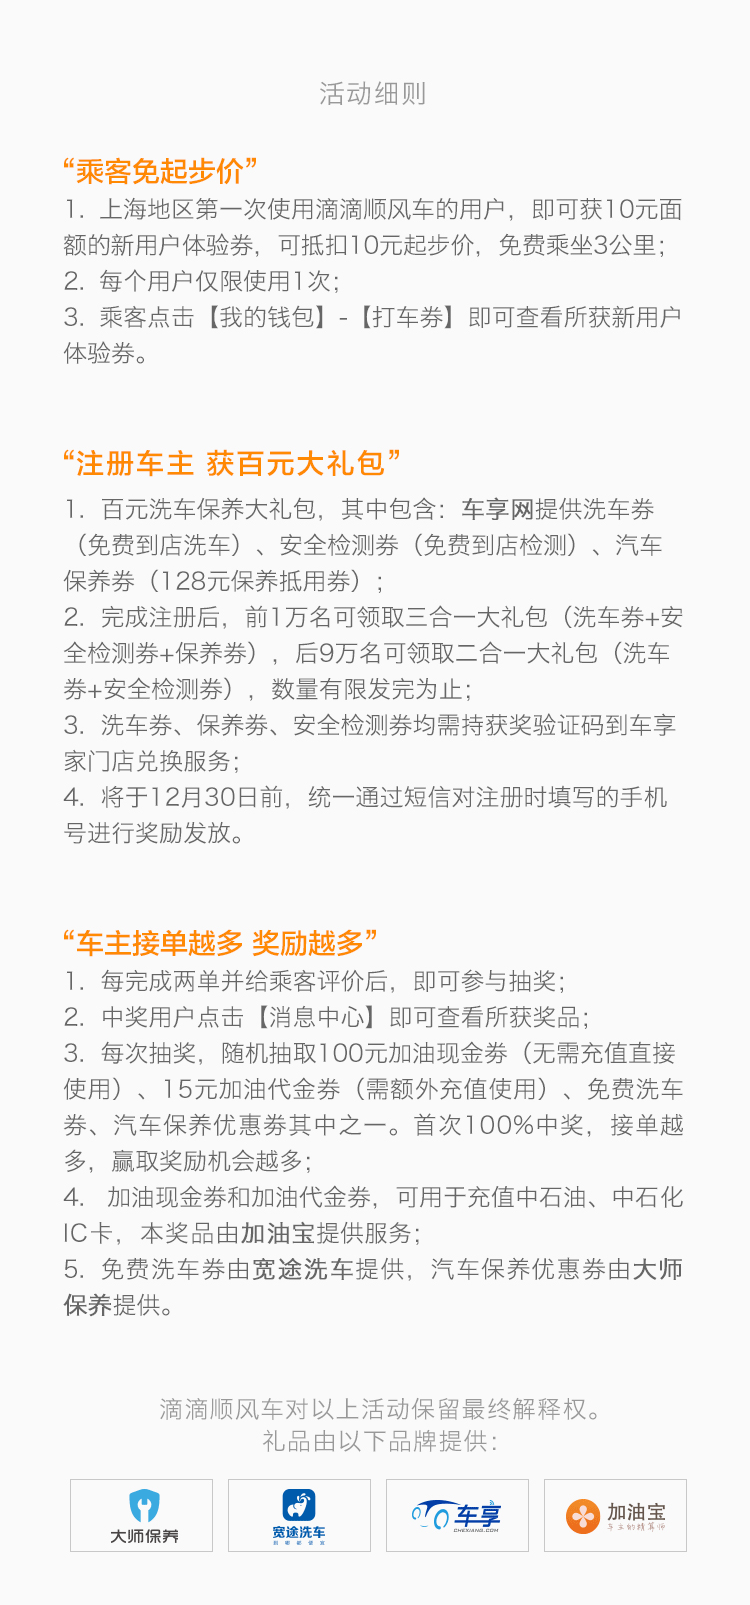 活动细则
“乘客免起步价”
1. 上海地区第一次使用滴滴顺风车的用户，即可获10元面
额的新用户体验券，可抵扣10元起步价，免费乘坐3公里；
2. 每个用户仅限使用1次；
3. 乘客点击【我的钱包】-【打车券】即可查看所获新用户
体验券。
“注册车主 获百元大礼包”
1. 百元洗车保养大礼包，其中包含：车享网提供洗车券
（免费到店洗车）、安全检测券（免费到店检测）、汽车
保养券（128元保养抵用券）；
2. 完成注册后，前1万名可领取三合一大礼包（洗车券+安
全检测券+保养券），后9万名可领取二合一大礼包（洗车
券+安全检测券），数量有限发完为止；
3. 洗车券、保养券、安全检测券均需持获奖验证码到车享
家门店兑换服务；
4. 将于12月30日前，统一通过短信对注册时填写的手机
号进行奖励发放。
“车主接单越多 奖励越多”
1. 每完成两单并给乘客评价后，即可参与抽奖；
2. 中奖用户点击【消息中心】即可查看所获奖品；
3. 每次抽奖，随机抽取100元加油现金券（无需充值直接
使用）、15元加油代金券（需额外充值使用）、免费洗车
券、汽车保养优惠券其中之一。首次100%中奖，接单越
多，赢取奖励机会越多；
4. 加油现金券和加油代金券，可用于充值中石油、中石化
IC卡，本奖品由加油宝提供服务；
5. 免费洗车券由宽途洗车提供，汽车保养优惠券由大师
保养提供。
滴滴顺风车对以上活动保留最终解释权。
礼品由以下品牌提供：
大师保养
宽途洗车
车享
CHEXIANG.COM
加油宝
车主的精算师